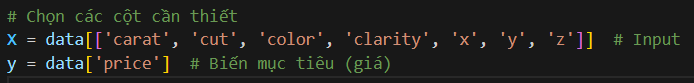 # Chọn các cột cần thiết
X = data[['carat', 'cut', 'color', 'clarity', 'x', 'y', 'z']]  # Input
y = data['price']  # Biến mục tiêu (giá)